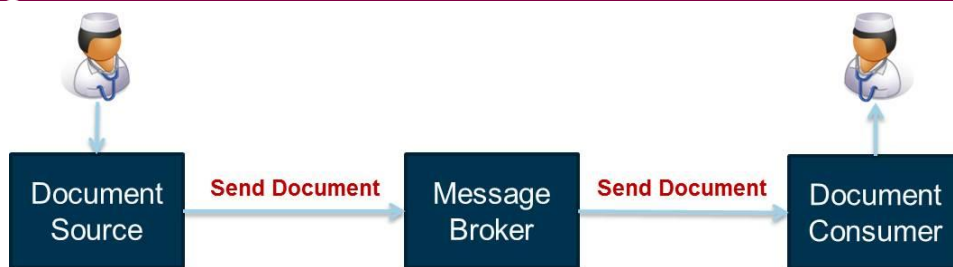 Document
Source
Send Document
Message
Broker
Send Document
Document
Consumer